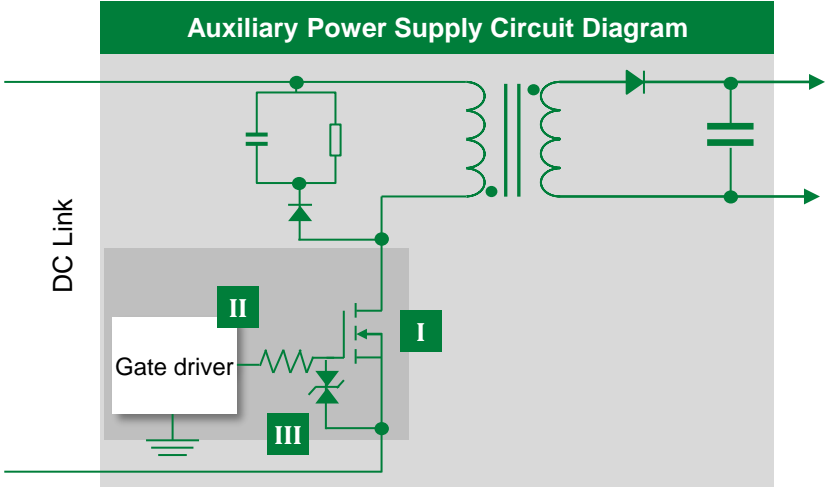 Auxiliary Power Supply Circuit Diagram
DC Link
II
I
Gate driver
III